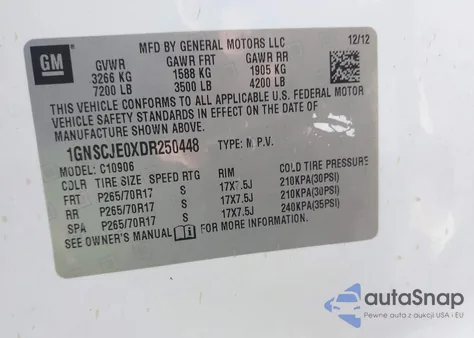 GM
MFD BY GENERAL MOTORS LLC 12/12
GVWR GAWR FRT GAWR RR
3266 KG 1588 KG 1905 KG
7200 LB 3500 LB 4200 LB
THIS VEHICLE CONFORMS TO ALL APPLICABLE U.S. FEDERAL MOTOR
VEHICLE SAFETY STANDARDS IN EFFECT ON THE DATE OF
MANUFACTURE SHOWN ABOVE.
1GNSCJE0XDR250448 TYPE: M.P.V.
MODEL: C10906
COLR TIRE SIZE SPEED RTG RIM COLD TIRE PRESSURE
FRT P265/70R17 S 17X7.5J 210KPA(30PSI)
RR P265/70R17 S 17X7.5J 210KPA(30PSI)
SPA P265/70R17 S 17X7.5J 240KPA(35PSI)
SEE OWNER'S MANUAL FOR MORE INFORMATION.
autoSnap
Pewne auta z aukcji USA i EU